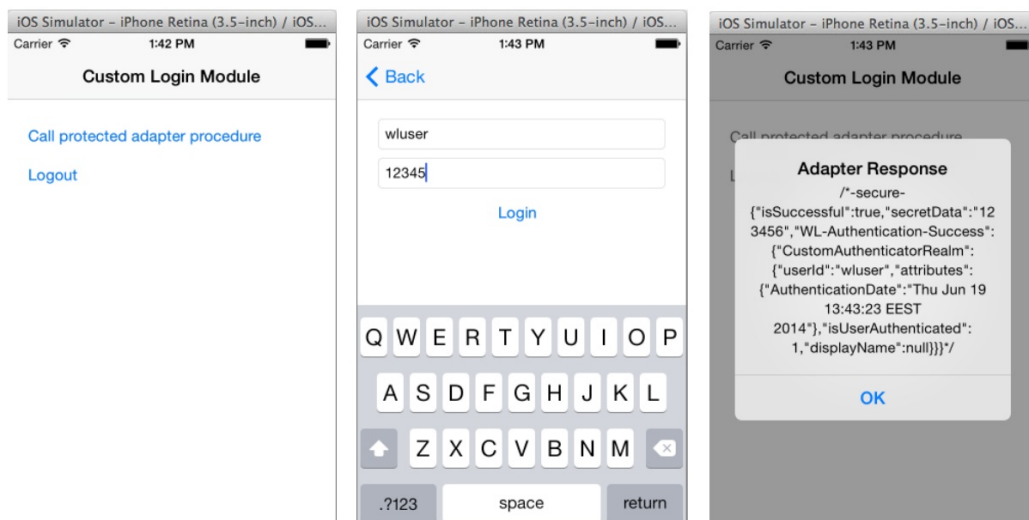 iOS Simulator – iPhone Retina (3.5-inch) / iOS...
Carrier 1:42 PM
Custom Login Module
Call protected adapter procedure
Logout
iOS Simulator – iPhone Retina (3.5-inch) / iOS...
Carrier 1:43 PM
Back
wluser
12345
Login
Q W E R T Y U I O P
A S D F G H J K L
Z X C V B N M
.?123 space return
iOS Simulator – iPhone Retina (3.5-inch) / iOS...
Carrier 1:43 PM
Custom Login Module
Call protected adapter procedure
L
Adapter Response
/*-secure-
{"isSuccessful":true,"secretData":"12
3456","WL-Authentication-Success":
{"CustomAuthenticatorRealm":
{"userId":"wluser","attributes":
{"AuthenticationDate":"Thu Jun 19
13:43:23 EEST
2014"},"isUserAuthenticated":
1,"displayName":null}}}*/
OK